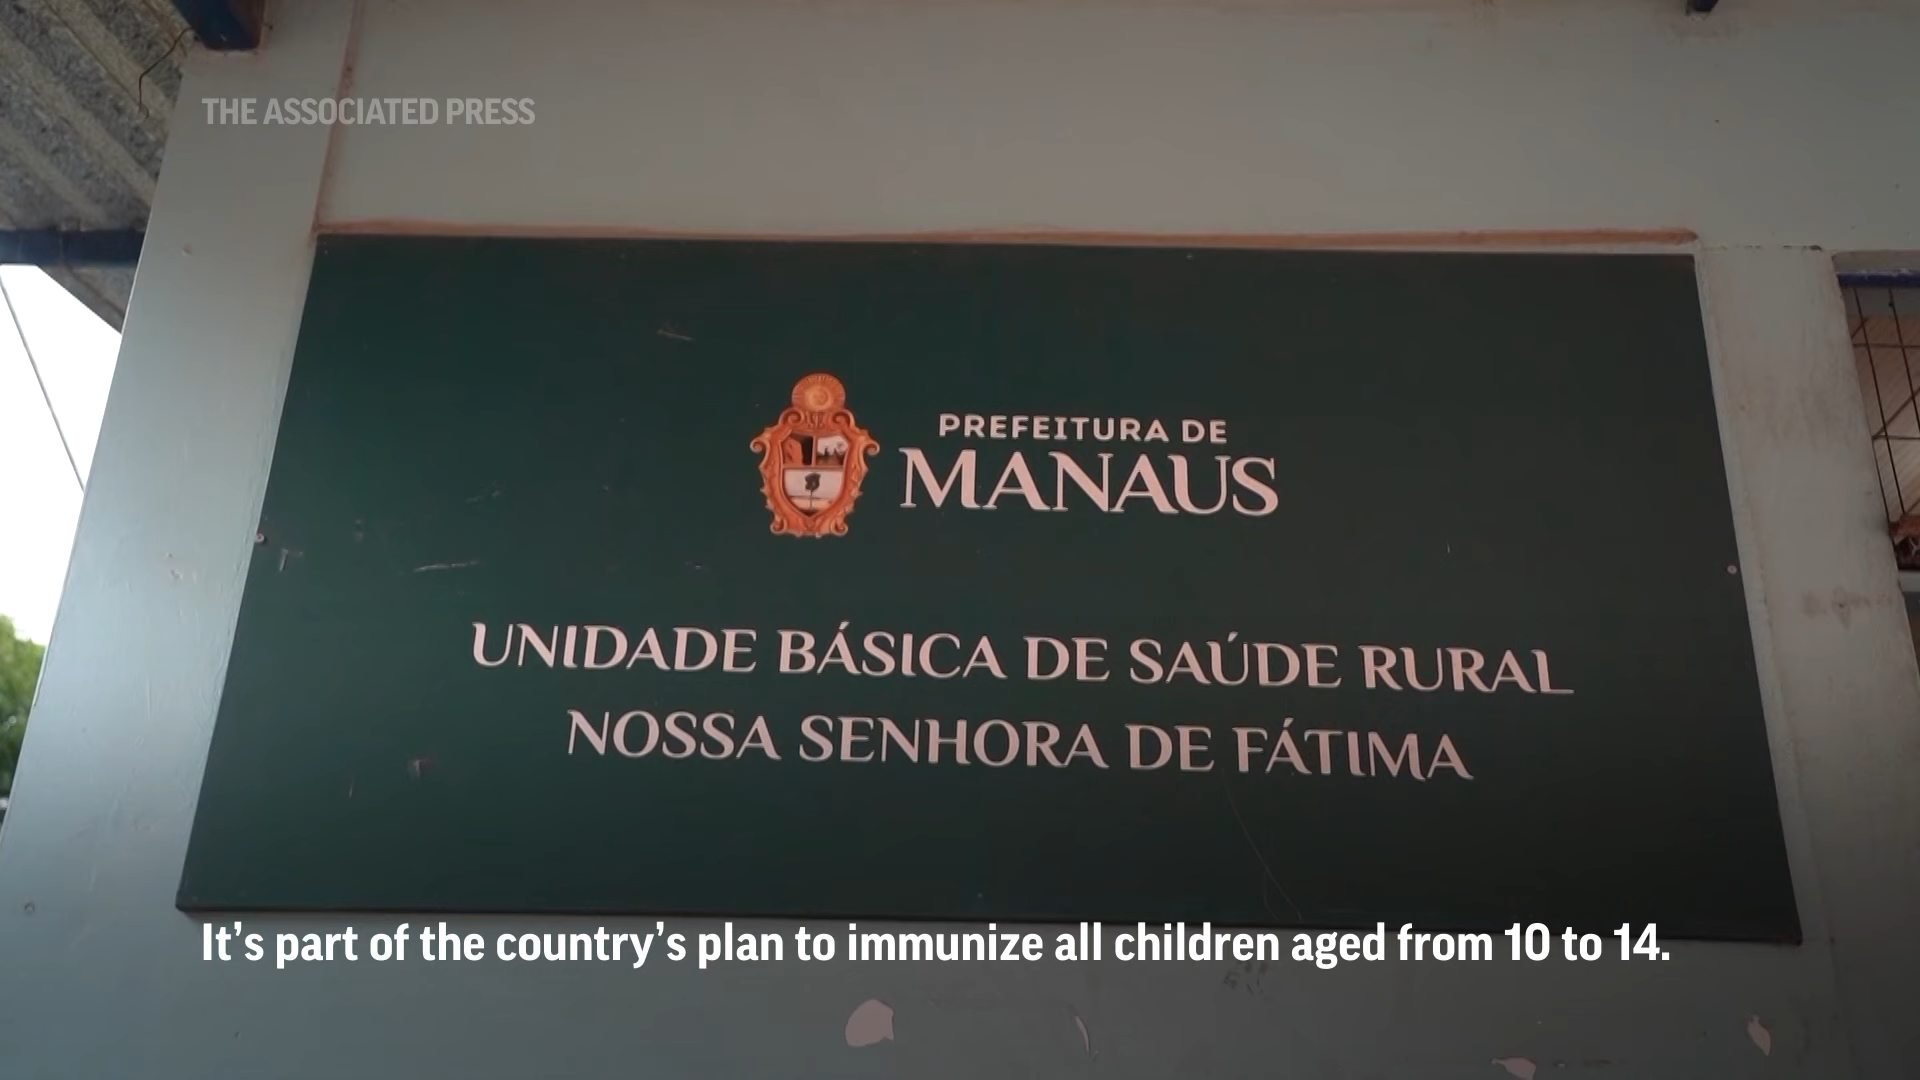 THE ASSOCIATED PRESS
PREFEITURA DE
MANAUS
UNIDADE BÁSICA DE SAÚDE RURAL
NOSSA SENHORA DE FÁTIMA
It’s part of the country’s plan to immunize all children aged from 10 to 14.